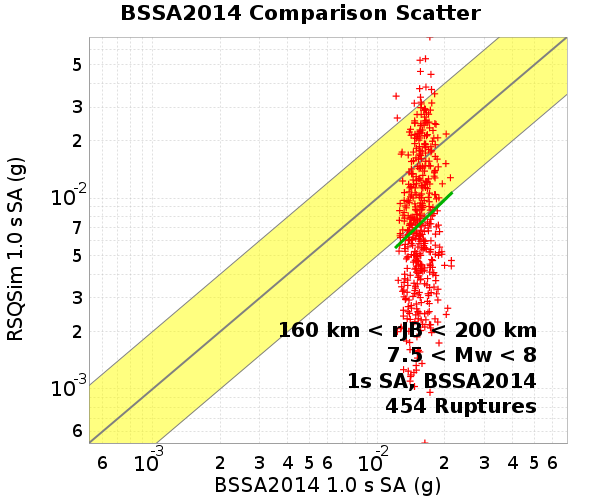 BSSA2014 Comparison Scatter
RSQSim 1.0 s SA (g)
5
3
2
10⁻²
7
5
3
2
10⁻³
6
160 km < rJB < 200 km
7.5 < Mw < 8
1s SA, BSSA2014
454 Ruptures
6 10⁻³ 2 3 4 5 6 10⁻² 2 3 4 5 6
BSSA2014 1.0 s SA (g)